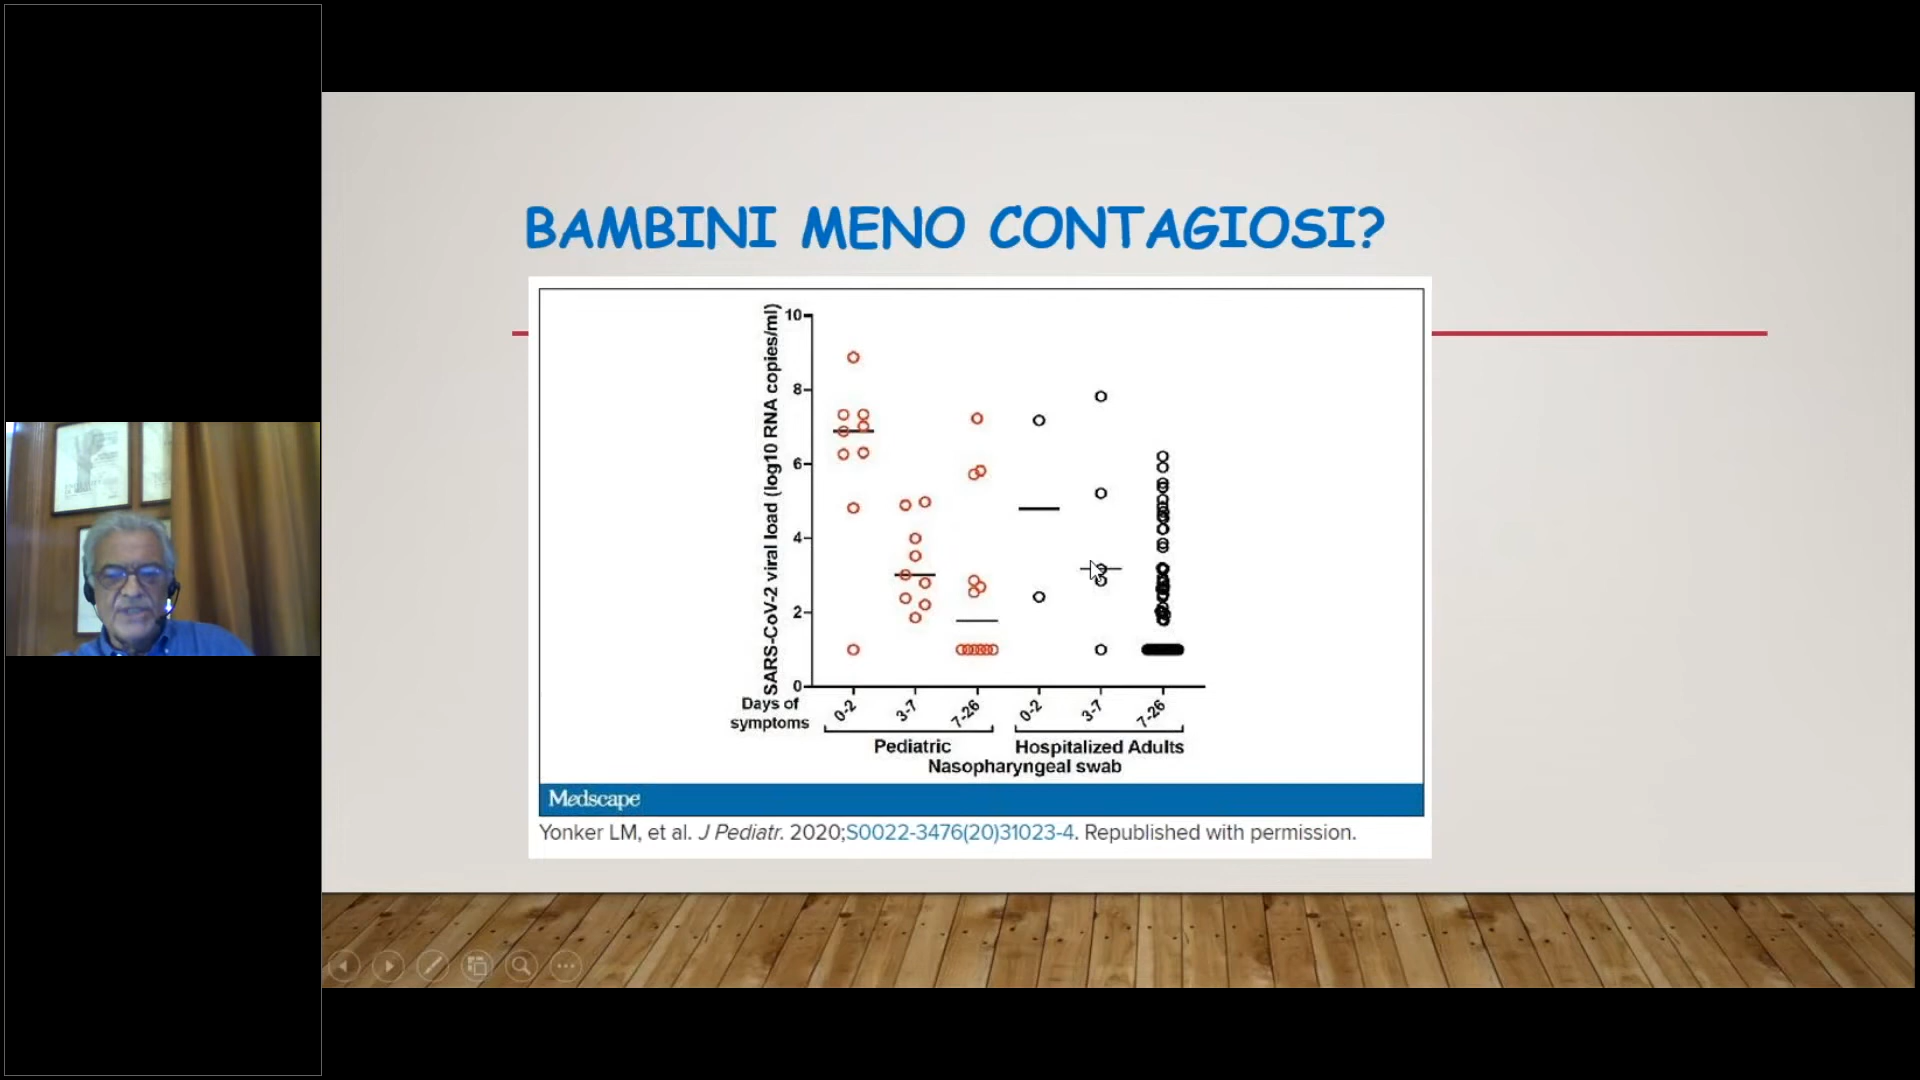 BAMBINI MENO CONTAGIOSI?
SARS-CoV-2 viral load (log10 RNA copies/ml)
10
8
6
4
2
0
Days of
symptoms
0-2
3-7
7-26
0-2
3-7
7-26
Pediatric
Hospitalized Adults
Nasopharyngeal swab
Medscape
Yonker LM, et al. J Pediatr. 2020;S0022-3476(20)31023-4. Republished with permission.